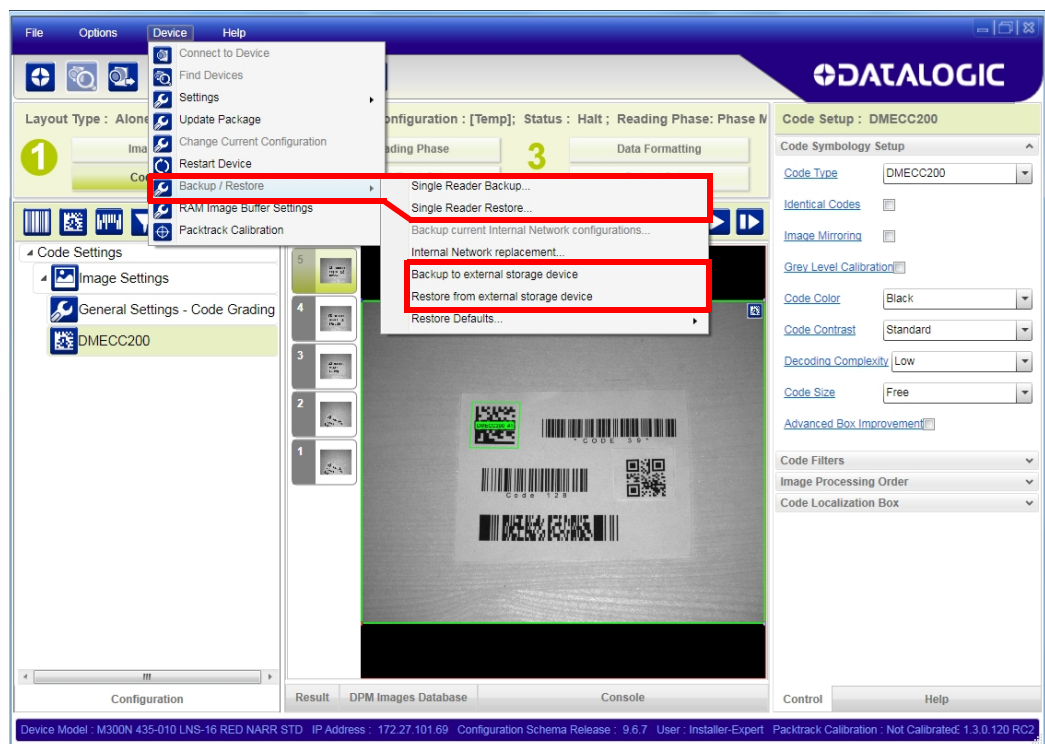 File Options Device Help
DATALOGIC
Connect to Device
Find Devices
Settings
Update Package
Change Current Configuration
Restart Device
Backup / Restore
RAM Image Buffer Settings
Packtrack Calibration
Single Reader Backup...
Single Reader Restore...
Backup current Internal Network configurations...
Internal Network replacement...
Backup to external storage device
Restore from external storage device
Restore Defaults...
Layout Type : Alone
onfiguration : [Temp]; Status : Halt ; Reading Phase: Phase M
1
Ima
Co
ading Phase
3
Data Formatting
Code Settings
Image Settings
General Settings - Code Grading
DMECC200
5
4
3
2
1
DMECC200 #1
*CODE 39*
Code 128
Code Setup : DMECC200
Code Symbology Setup
Code Type DMECC200
Identical Codes
Image Mirroring
Grey Level Calibration
Code Color Black
Code Contrast Standard
Decoding Complexity Low
Code Size Free
Advanced Box Improvement
Code Filters
Image Processing Order
Code Localization Box
Configuration
Result DPM Images Database Console
Control Help
Device Model : M300N 435-010 LNS-16 RED NARR STD IP Address : 172.27.101.69 Configuration Schema Release : 9.6.7 User : Installer-Expert Packtrack Calibration : Not Calibrated 1.3.0.120 RC2